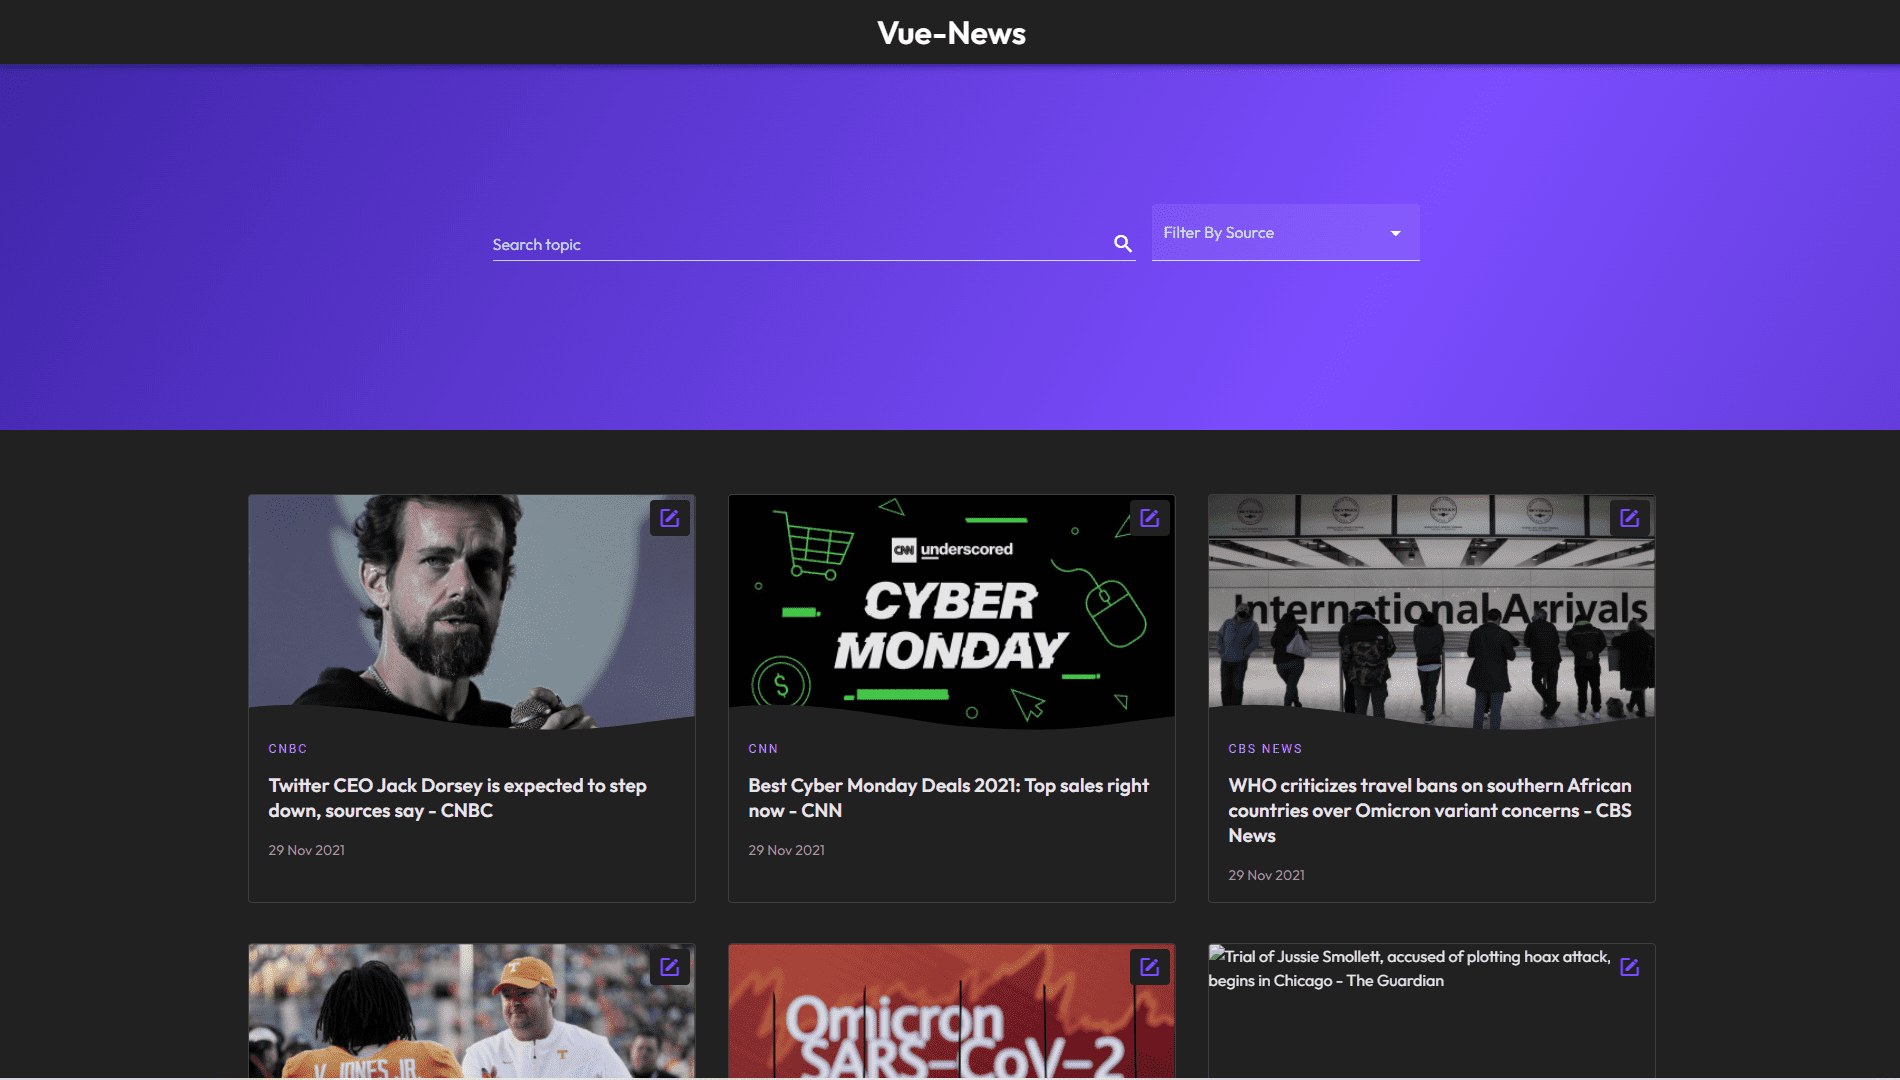 Vue-News
Search topic
Filter By Source
CNN underscored
CYBER
MONDAY
$
International Arrivals
CNBC
Twitter CEO Jack Dorsey is expected to step
down, sources say - CNBC
29 Nov 2021
CNN
Best Cyber Monday Deals 2021: Top sales right
now - CNN
29 Nov 2021
CBS NEWS
WHO criticizes travel bans on southern African
countries over Omicron variant concerns - CBS
News
29 Nov 2021
T
T
V. JONES JR.
Omicron
SARS-CoV-2
Trial of Jussie Smollett, accused of plotting hoax attack,
begins in Chicago - The Guardian